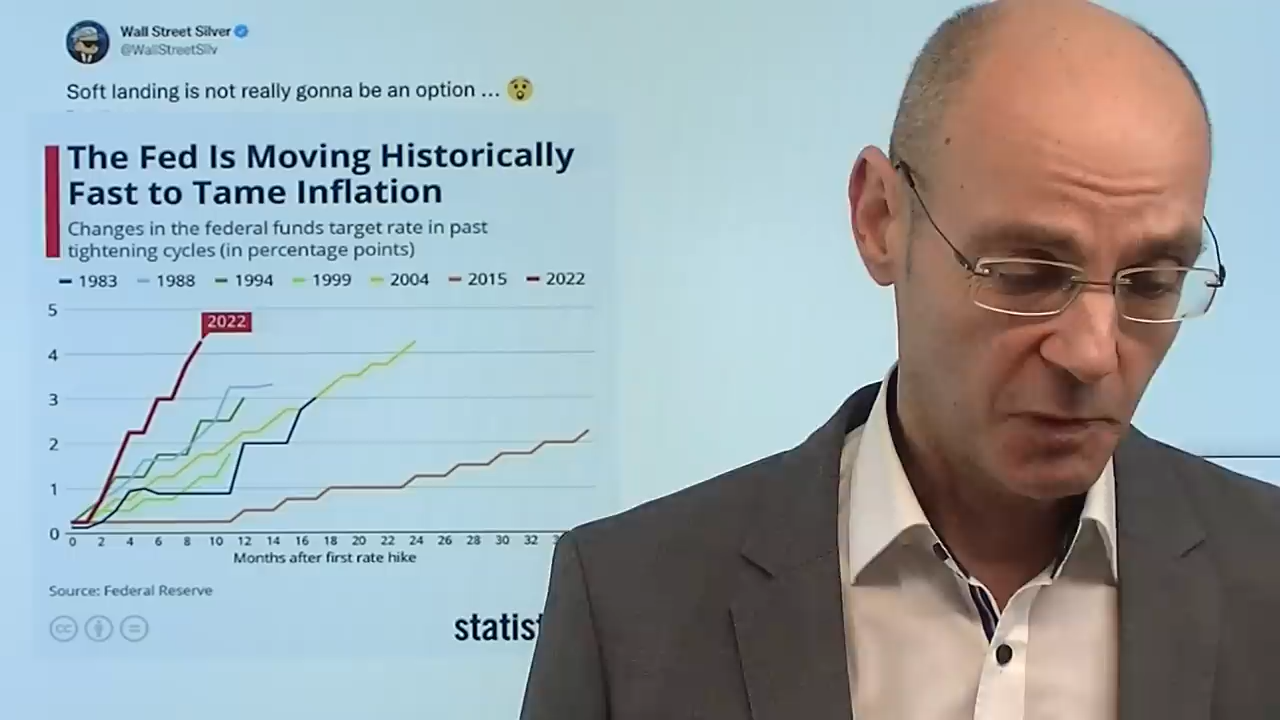 Wall Street Silver
@WallStreetSilv
Soft landing is not really gonna be an option ... 😲
The Fed Is Moving Historically
Fast to Tame Inflation
Changes in the federal funds target rate in past
tightening cycles (in percentage points)
1983 1988 1994 1999 2004 2015 2022
5
2022
4
3
2
1
0
0 2 4 6 8 10 12 14 16 18 20 22 24 26 28 30 32
Months after first rate hike
Source: Federal Reserve
cc
statist